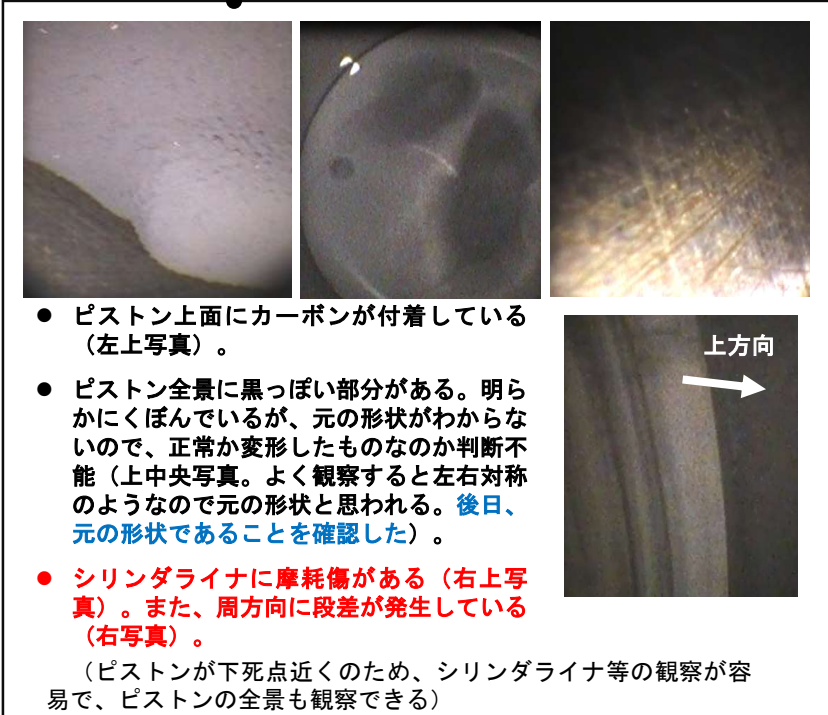 上方向
● ピストン上面にカーボンが付着している
（左上写真）。
● ピストン全景に黒っぽい部分がある。明ら
かにくぼんでいるが、元の形状がわからな
いので、正常か変形したものなのか判断不
能（上中央写真。よく観察すると左右対称
のようなので元の形状と思われる。後日、
元の形状であることを確認した）。
● シリンダライナに摩耗傷がある（右上写
真）。また、周方向に段差が発生している
（右写真）。
（ピストンが下死点近くのため、シリンダライナ等の観察が容
易で、ピストンの全景も観察できる）